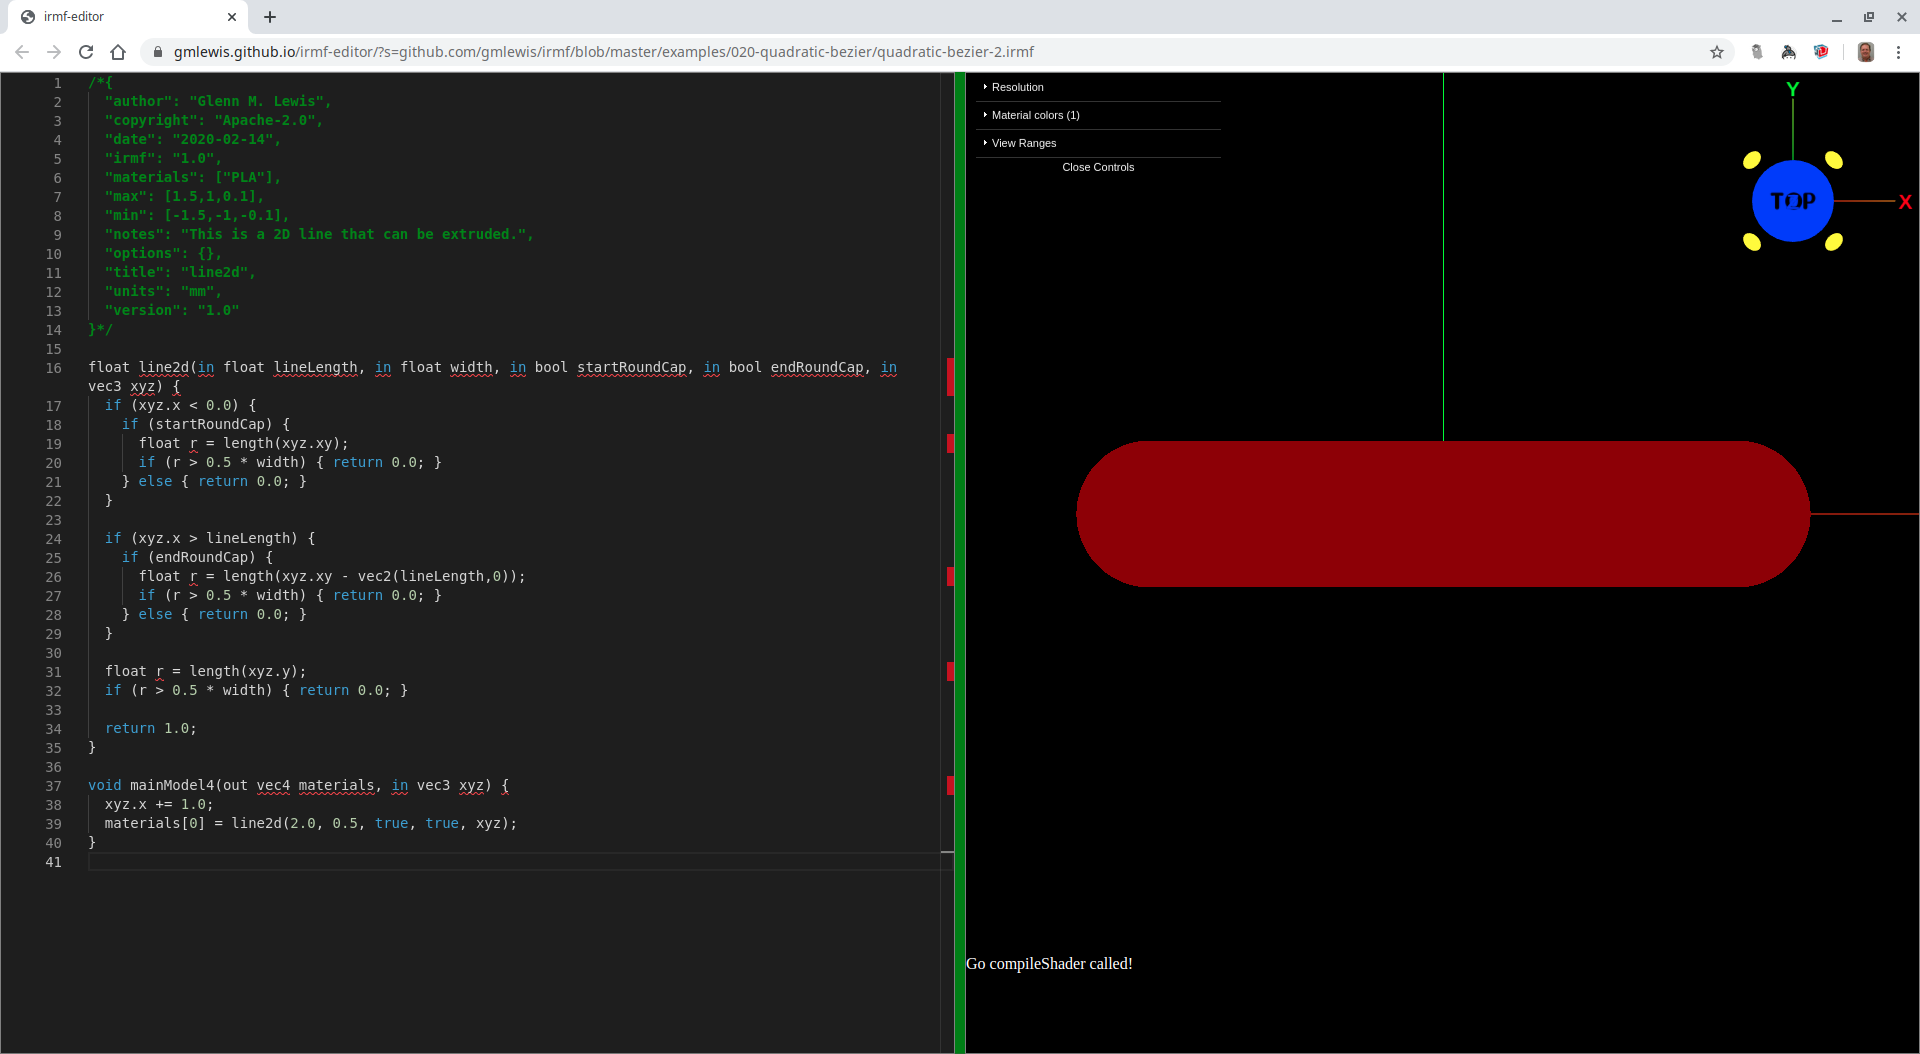 irmf-editor
gmlewis.github.io/irmf-editor/?s=github.com/gmlewis/irmf/blob/master/examples/020-quadratic-bezier/quadratic-bezier-2.irmf
1 /*{
2 "author": "Glenn M. Lewis",
3 "copyright": "Apache-2.0",
4 "date": "2020-02-14",
5 "irmf": "1.0",
6 "materials": ["PLA"],
7 "max": [1.5,1,0.1],
8 "min": [-1.5,-1,-0.1],
9 "notes": "This is a 2D line that can be extruded.",
10 "options": {},
11 "title": "line2d",
12 "units": "mm",
13 "version": "1.0"
14 }*/
15
16 float line2d(in float lineLength, in float width, in bool startRoundCap, in bool endRoundCap, in
vec3 xyz) {
17 if (xyz.x < 0.0) {
18 if (startRoundCap) {
19 float r = length(xyz.xy);
20 if (r > 0.5 * width) { return 0.0; }
21 } else { return 0.0; }
22 }
23
24 if (xyz.x > lineLength) {
25 if (endRoundCap) {
26 float r = length(xyz.xy - vec2(lineLength,0));
27 if (r > 0.5 * width) { return 0.0; }
28 } else { return 0.0; }
29 }
30
31 float r = length(xyz.y);
32 if (r > 0.5 * width) { return 0.0; }
33
34 return 1.0;
35 }
36
37 void mainModel4(out vec4 materials, in vec3 xyz) {
38 xyz.x += 1.0;
39 materials[0] = line2d(2.0, 0.5, true, true, xyz);
40 }
41
Resolution
Material colors (1)
View Ranges
Close Controls
Y
TOP
X
Go compileShader called!